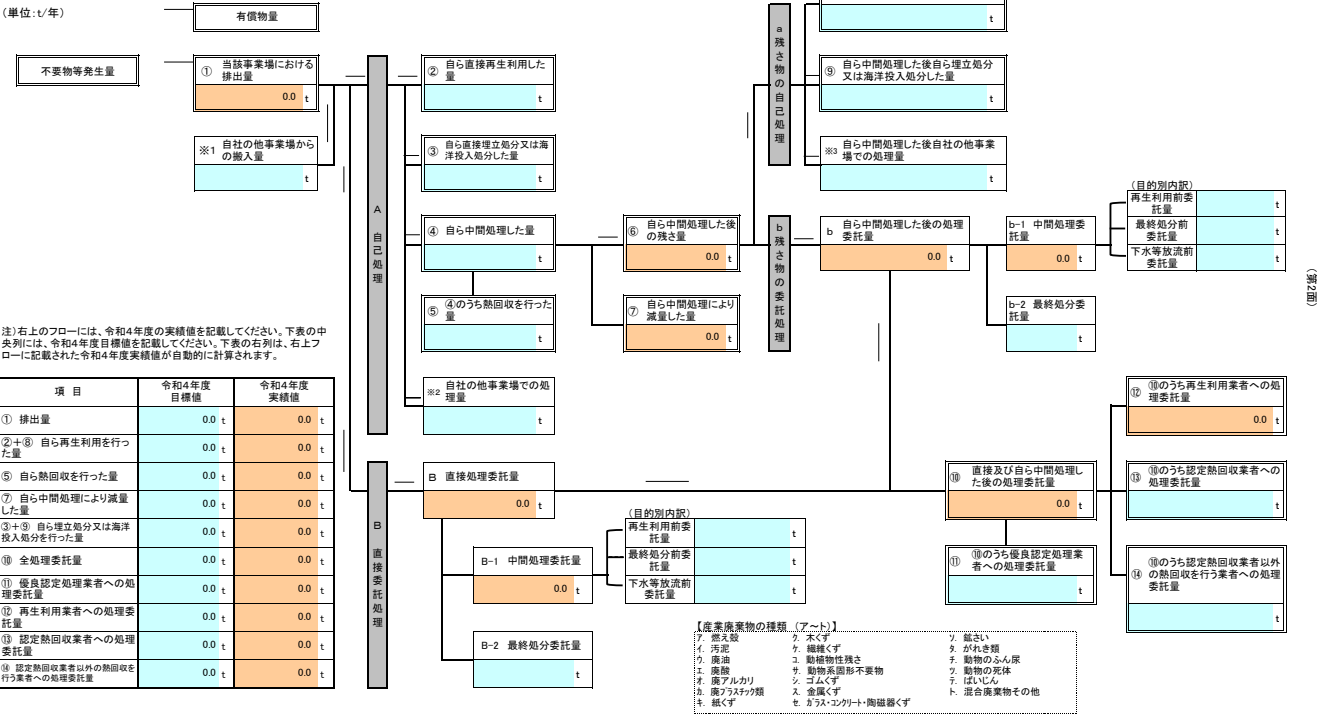 (単位:t/年)
有償物量
t
不要物等発生量
① 当該事業場における
排出量
0.0 t
※1 自社の他事業場から
の搬入量
t
A 自己処理
② 自ら直接再生利用した
量
t
③ 自ら直接埋立処分又は海
洋投入処分した量
t
④ 自ら中間処理した量
t
⑤ ④のうち熱回収を行った
量
t
※2 自社の他事業場での処
理量
t
⑥ 自ら中間処理した後
の残さ量
0.0 t
⑦ 自ら中間処理により
減量した量
0.0 t
a 残さ物の自己処理
⑨ 自ら中間処理した後自ら埋立処分
又は海洋投入処分した量
t
※3 自ら中間処理した後自社の他事業
場での処理量
t
b 残さ物の委託処理
b 自ら中間処理した後の処理
委託量
0.0 t
b-1 中間処理委
託量
0.0 t
b-2 最終処分委
託量
t
(目的別内訳)
再生利用前委
託量 t
最終処分前
委託量 t
下水等放流前
委託量 t
(第2面)
注)右上のフローには、令和4年度の実績値を記載してください。下表の中
央列には、令和4年度目標値を記載してください。下表の右列は、右上フ
ローに記載された令和4年度実績値が自動的に計算されます。
項 目 令和4年度
目標値 令和4年度
実績値
① 排出量 0.0 t 0.0 t
②+⑧ 自ら再生利用を行っ
た量 0.0 t 0.0 t
⑤ 自ら熱回収を行った量 0.0 t 0.0 t
⑦ 自ら中間処理により減量
した量 0.0 t 0.0 t
③+⑨ 自ら埋立処分又は海洋
投入処分を行った量 0.0 t 0.0 t
⑩ 全処理委託量 0.0 t 0.0 t
⑪ 優良認定処理業者への処
理委託量 0.0 t 0.0 t
⑫ 再生利用業者への処理委
託量 0.0 t 0.0 t
⑬ 認定熱回収業者への処理
委託量 0.0 t 0.0 t
⑭ 認定熱回収業者以外の熱回収を
行う業者への処理委託量 0.0 t 0.0 t
B 直接委託処理
B 直接処理委託量
0.0 t
B-1 中間処理委託量
0.0 t
B-2 最終処分委託量
t
(目的別内訳)
再生利用前委
託量 t
最終処分前委
託量 t
下水等放流前
委託量 t
⑩ 直接及び自ら中間処理し
た後の処理委託量
0.0 t
⑪ ⑩のうち優良認定処理業
者への処理委託量
t
⑫ ⑩のうち再生利用業者への処
理委託量
0.0 t
⑬ ⑩のうち認定熱回収業者への
処理委託量
t
⑭ ⑩のうち認定熱回収業者以外
の熱回収を行う業者への処理
委託量
t
【産業廃棄物の種類 (ア~ト)】
ア. 燃え殻 ク. 木くず ソ. 鉱さい
イ. 汚泥 ケ. 繊維くず タ. がれき類
ウ. 廃油 コ. 動植物性残さ チ. 動物のふん尿
エ. 廃酸 サ. 動物系固形不要物 ツ. 動物の死体
オ. 廃アルカリ シ. ゴムくず テ. ばいじん
カ. 廃プラスチック類 ス. 金属くず ト. 混合廃棄物その他
キ. 紙くず セ. ガラス・コンクリート・陶磁器くず